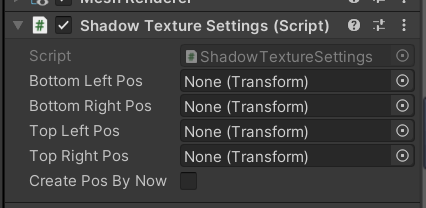 Mesh Renderer
# Shadow Texture Settings (Script)
Script # ShadowTextureSettings
Bottom Left Pos None (Transform)
Bottom Right Pos None (Transform)
Top Left Pos None (Transform)
Top Right Pos None (Transform)
Create Pos By Now